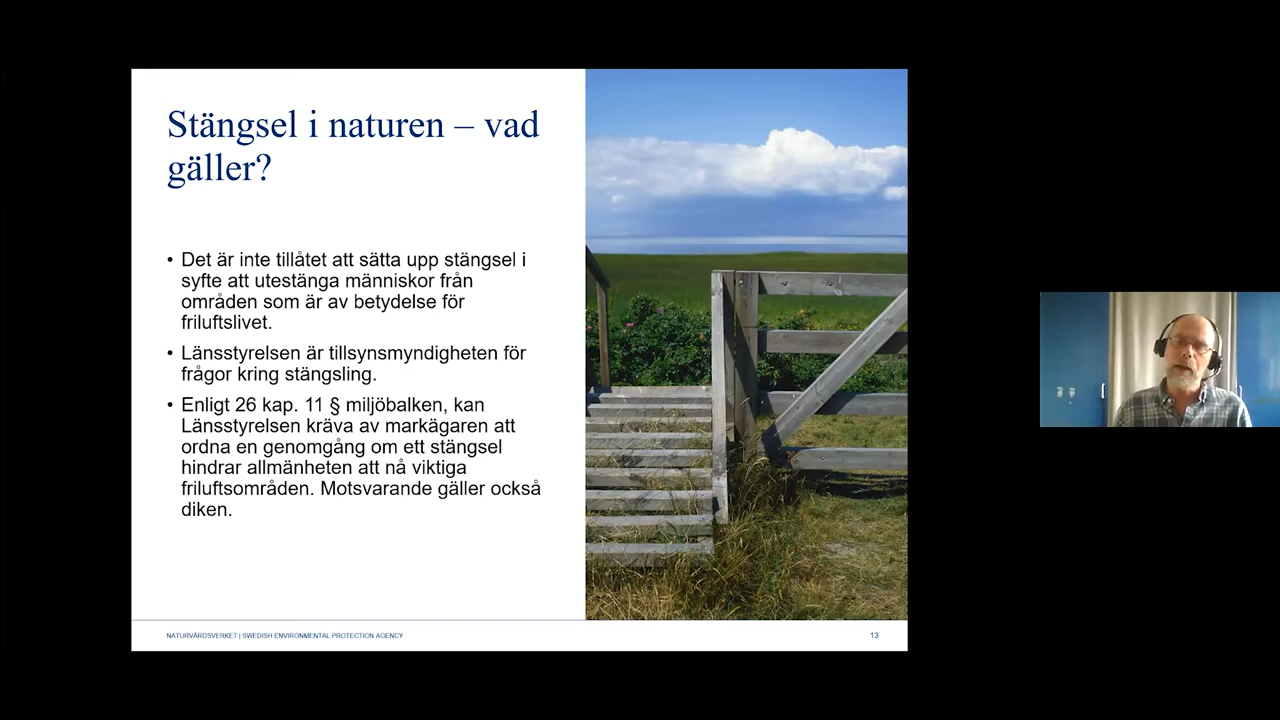 Stängsel i naturen – vad
gäller?
• Det är inte tillåtet att sätta upp stängsel i
syfte att utestänga människor från
områden som är av betydelse för
friluftslivet.
• Länsstyrelsen är tillsynsmyndigheten för
frågor kring stängsling.
• Enligt 26 kap. 11 § miljöbalken, kan
Länsstyrelsen kräva av markägaren att
ordna en genomgång om ett stängsel
hindrar allmänheten att nå viktiga
friluftsområden. Motsvarande gäller också
diken.
NATURVÅRDSVERKET | SWEDISH ENVIRONMENTAL PROTECTION AGENCY
13